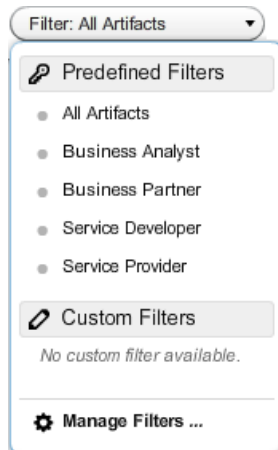 Filter: All Artifacts
Predefined Filters
All Artifacts
Business Analyst
Business Partner
Service Developer
Service Provider
Custom Filters
No custom filter available.
Manage Filters ...